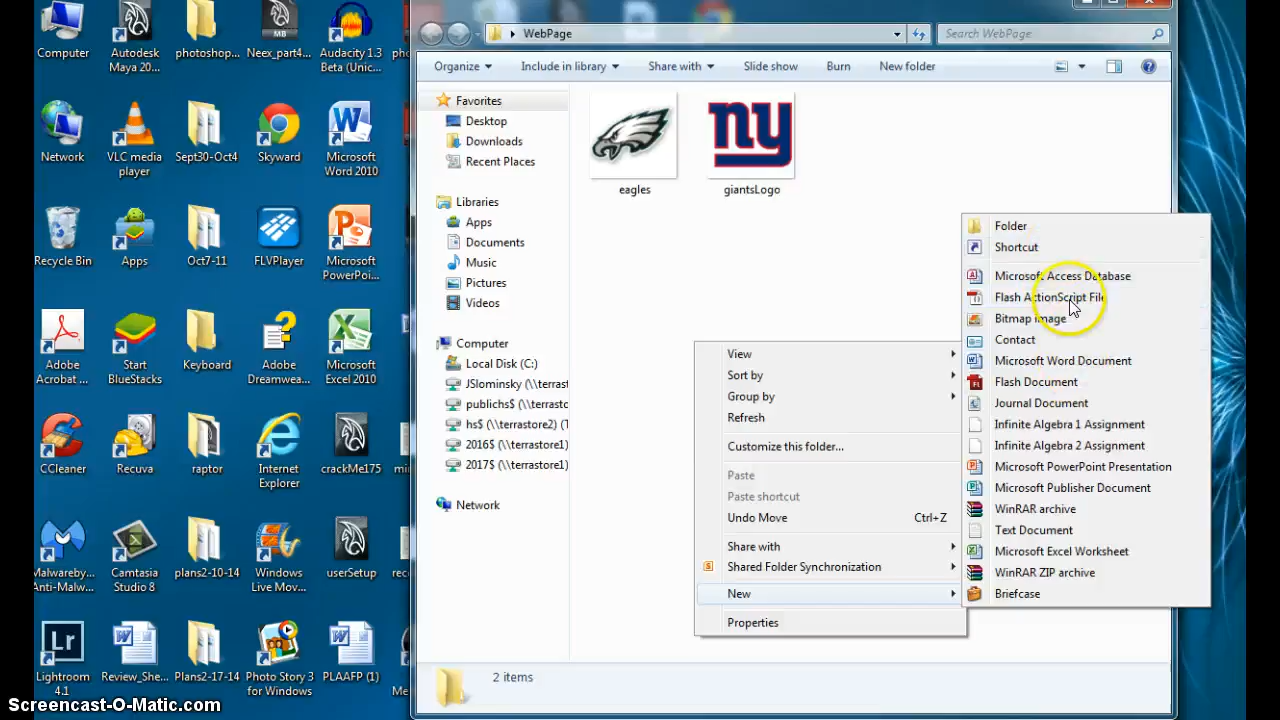 Computer
Autodesk
Maya 20...
photoshop...
Neex_part4...
Audacity 1.3
Beta (Unic...
Network
VLC media
player
Sept30-Oct4
Skyward
Microsoft
Word 2010
Recycle Bin
Apps
Oct7-11
FLVPlayer
Microsoft
PowerPoi...
Adobe
Acrobat ...
Start
BlueStacks
Keyboard
Adobe
Dreamwea...
Microsoft
Excel 2010
CCleaner
Recuva
raptor
Internet
Explorer
crackMe175
Malwareby...
Anti-Malw...
Camtasia
Studio 8
plans2-10-14
Windows
Live Mov...
userSetup
Lr
Lightroom
4.1
Review_She...
Plans2-17-14
Photo Story 3
for Windows
PLAAFP (1)
WebPage
Search WebPage
Organize
Include in library
Share with
Slide show
Burn
New folder
Favorites
Desktop
Downloads
Recent Places
Libraries
Apps
Documents
Music
Pictures
Videos
Computer
Local Disk (C:)
JSlominsky (\\terrast
publichs$ (\\terrasto
hs$ (\\terrastore2) (T
2016$ (\\terrastore1)
2017$ (\\terrastore1)
Network
eagles
ny
giantsLogo
View
Sort by
Group by
Refresh
Customize this folder...
Paste
Paste shortcut
Undo Move Ctrl+Z
Share with
Shared Folder Synchronization
New
Properties
Folder
Shortcut
Microsoft Access Database
Flash ActionScript File
Bitmap image
Contact
Microsoft Word Document
Flash Document
Journal Document
Infinite Algebra 1 Assignment
Infinite Algebra 2 Assignment
Microsoft PowerPoint Presentation
Microsoft Publisher Document
WinRAR archive
Text Document
Microsoft Excel Worksheet
WinRAR ZIP archive
Briefcase
2 items
Screencast-O-Matic.com